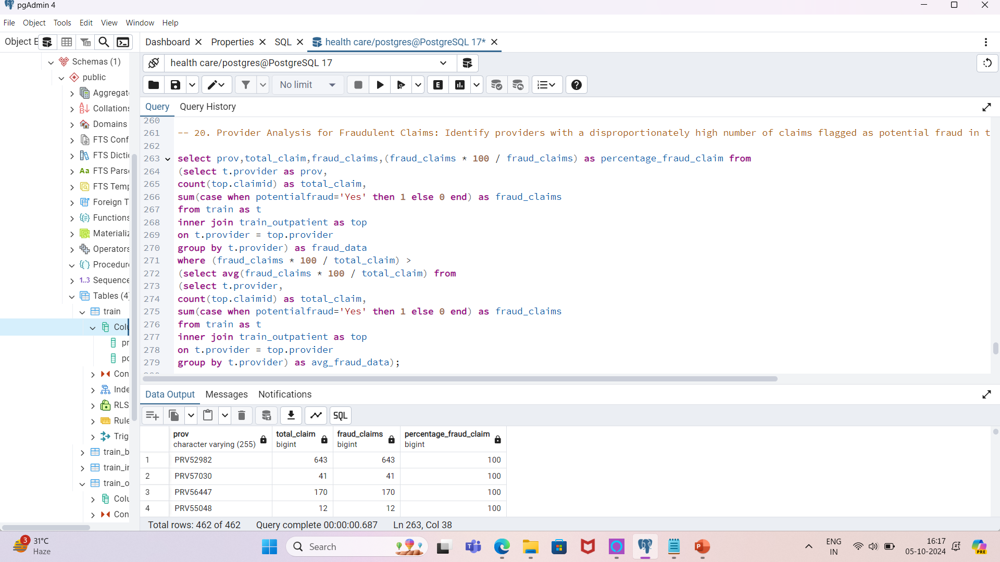 pgAdmin 4
File Object Tools Edit View Window Help
Object E
Dashboard Properties SQL health care/postgres@PostgreSQL 17*
Schemas (1)
public
Aggregat
Collations
Domains
FTS Conf
FTS Dictio
FTS Parse
FTS Temp
Foreign T
Functions
Materializ
Operators
Procedur
1..3 Sequence
Tables (4)
train
Colu
pr
po
Con
Inde
RLS
Rule
Trig
train_b
train_ir
train_o
Colu
Con
health care/postgres@PostgreSQL 17
No limit
Query Query History
260
261 -- 20. Provider Analysis for Fraudulent Claims: Identify providers with a disproportionately high number of claims flagged as potential fraud in t
262
263 select prov,total_claim,fraud_claims,(fraud_claims * 100 / fraud_claims) as percentage_fraud_claim from
264 (select t.provider as prov,
265 count(top.claimid) as total_claim,
266 sum(case when potentialfraud='Yes' then 1 else 0 end) as fraud_claims
267 from train as t
268 inner join train_outpatient as top
269 on t.provider = top.provider
270 group by t.provider) as fraud_data
271 where (fraud_claims * 100 / total_claim) >
272 (select avg(fraud_claims * 100 / total_claim) from
273 (select t.provider,
274 count(top.claimid) as total_claim,
275 sum(case when potentialfraud='Yes' then 1 else 0 end) as fraud_claims
276 from train as t
277 inner join train_outpatient as top
278 on t.provider = top.provider
279 group by t.provider) as avg_fraud_data);
Data Output Messages Notifications
SQL
prov total_claim fraud_claims percentage_fraud_claim
character varying (255) bigint bigint bigint
1 PRV52982 643 643 100
2 PRV57030 41 41 100
3 PRV56447 170 170 100
4 PRV55048 12 12 100
Total rows: 462 of 462 Query complete 00:00:00.687 Ln 263, Col 38
3 31°C
Haze
Search
ENG
IN
16:17
05-10-2024
PRE